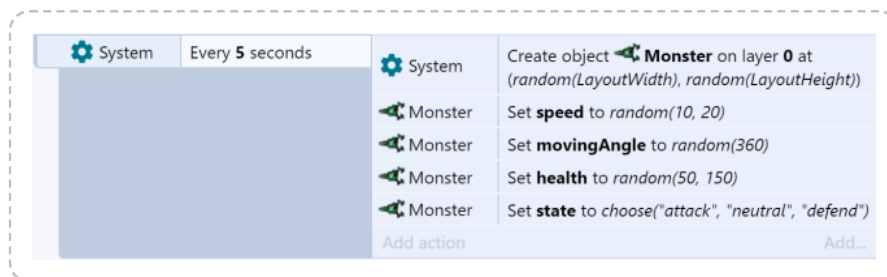 System
Every 5 seconds
System
Create object Monster on layer 0 at
(random(LayoutWidth), random(LayoutHeight))
Monster
Set speed to random(10, 20)
Monster
Set movingAngle to random(360)
Monster
Set health to random(50, 150)
Monster
Set state to choose("attack", "neutral", "defend")
Add action
Add...